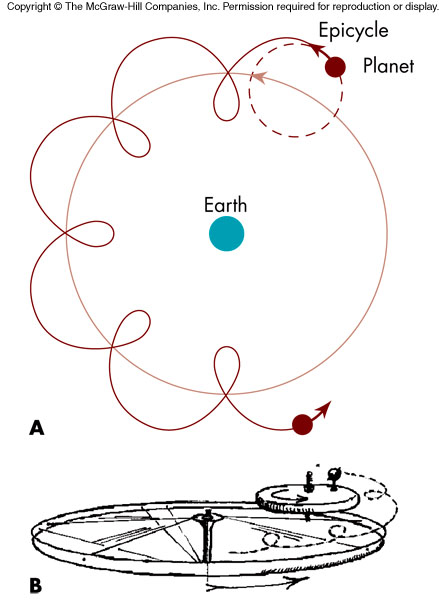 Copyright © The McGraw-Hill Companies, Inc. Permission required for reproduction or display.
Epicycle
Planet
Earth
A
B